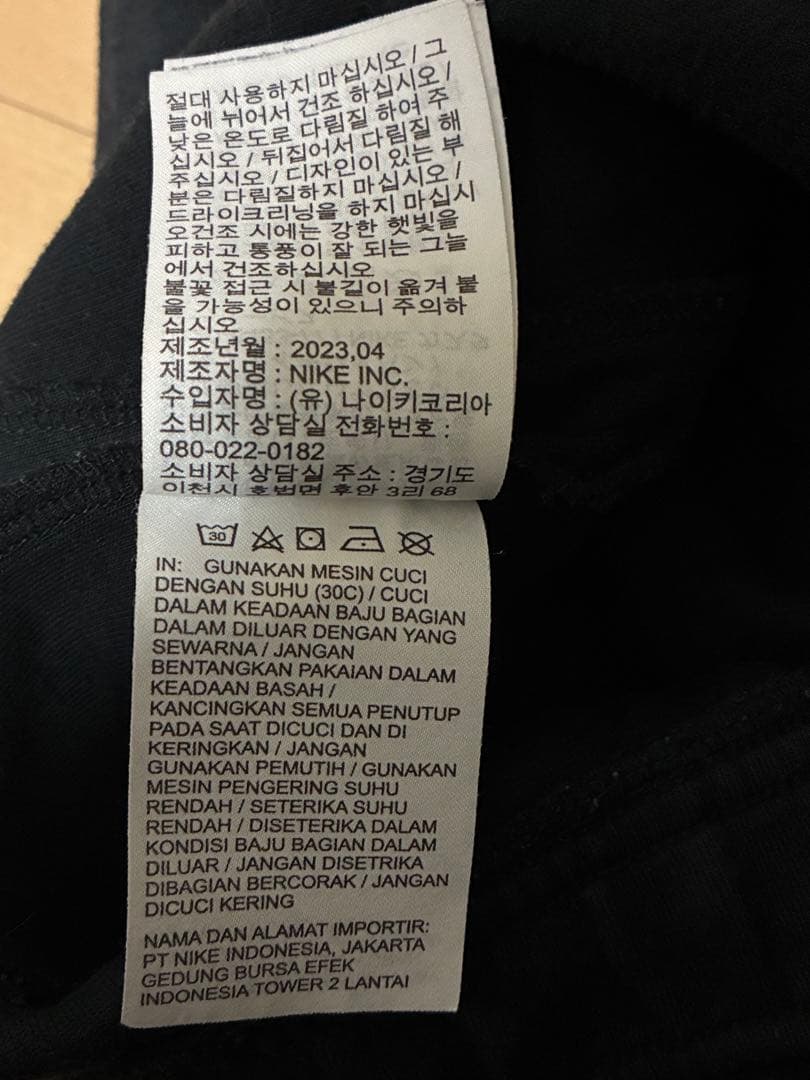 절대 사용하지 마십시오 / 그
늘에 뉘어서 건조 하십시오 /
낮은 온도로 다림질 하여 주
십시오 / 뒤집어서 다림질 해
주십시오 / 디자인이 있는 부
분은 다림질하지 마십시오 /
드라이크리닝을 하지 마십시
오건조 시에는 강한 햇빛을
피하고 통풍이 잘 되는 그늘
에서 건조하십시오
불꽃 접근 시 불길이 옮겨 붙
을 가능성이 있으니 주의하
십시오
제조년월 : 2023,04
제조자명 : NIKE INC.
수입자명 : (유) 나이키코리아
소비자 상담실 전화번호 :
080-022-0182
소비자 상담실 주소 : 경기도
이천시 호법면 후안 3리 68
30
IN: GUNAKAN MESIN CUCI
DENGAN SUHU (30C) / CUCI
DALAM KEADAAN BAJU BAGIAN
DALAM DILUAR DENGAN YANG
SEWARNA / JANGAN
BENTANGKAN PAKAIAN DALAM
KEADAAN BASAH /
KANCINGKAN SEMUA PENUTUP
PADA SAAT DICUCI DAN DI
KERINGKAN / JANGAN
GUNAKAN PEMUTIH / GUNAKAN
MESIN PENGERING SUHU
RENDAH / SETERIKA SUHU
RENDAH / DISETERIKA DALAM
KONDISI BAJU BAGIAN DALAM
DILUAR / JANGAN DISETRIKA
DIBAGIAN BERCORAK / JANGAN
DICUCI KERING
NAMA DAN ALAMAT IMPORTIR:
PT NIKE INDONESIA, JAKARTA
GEDUNG BURSA EFEK
INDONESIA TOWER 2 LANTAI